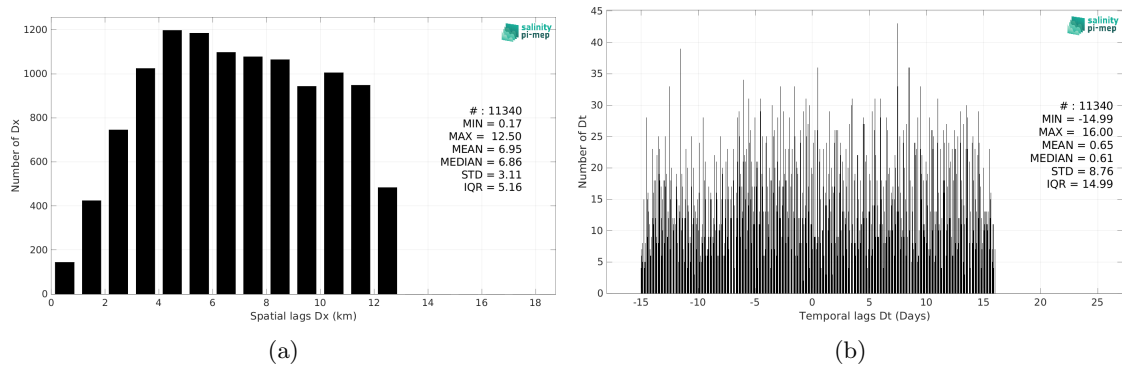 1200
1000
800
600
400
200
0
Number of Dx
0 2 4 6 8 10 12 14 16 18
Spatial lags Dx (km)
salinity
pi-mep
# : 11340
MIN = 0.17
MAX = 12.50
MEAN = 6.95
MEDIAN = 6.86
STD = 3.11
IQR = 5.16
(a)
45
40
35
30
25
20
15
10
5
0
Number of Dt
-15 -10 -5 0 5 10 15 20 25
Temporal lags Dt (Days)
salinity
pi-mep
# : 11340
MIN = -14.99
MAX = 16.00
MEAN = 0.65
MEDIAN = 0.61
STD = 8.76
IQR = 14.99
(b)